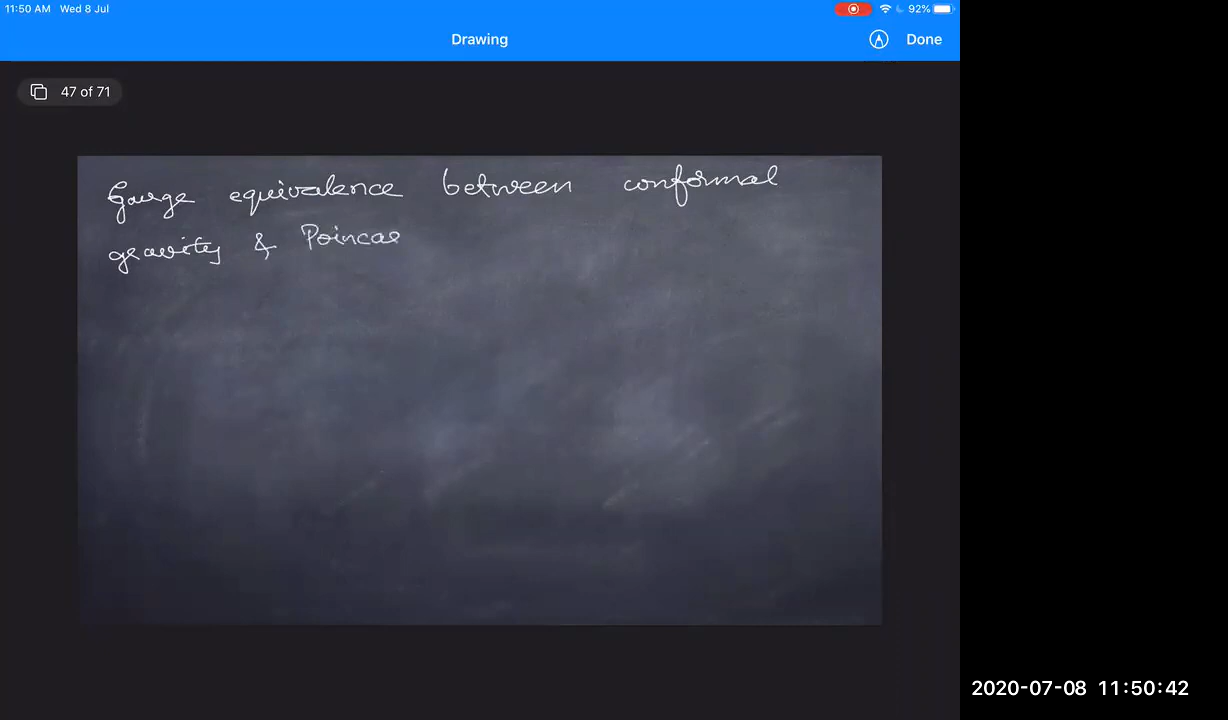 11:50 AM Wed 8 Jul 92%
Drawing Done
47 of 71
Gauge equivalence between conformal
gravity & Poincae
2020-07-08 11:50:42